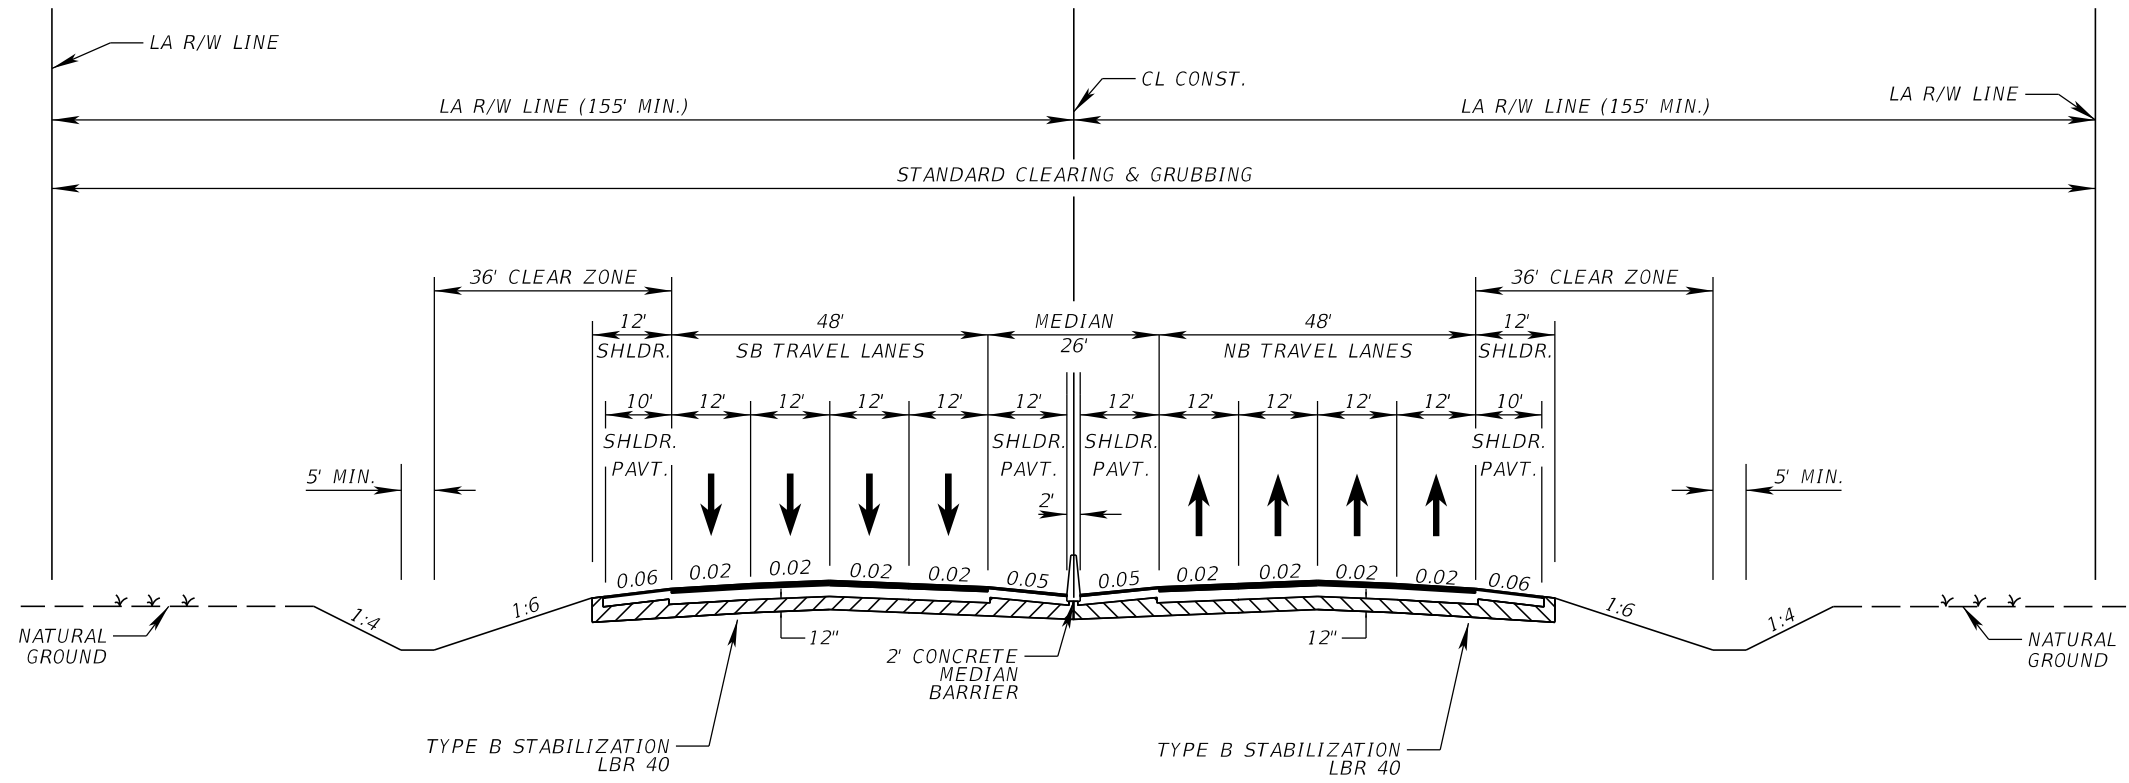 LA R/W LINE
CL CONST.
LA R/W LINE (155' MIN.)
LA R/W LINE (155' MIN.)
LA R/W LINE
STANDARD CLEARING & GRUBBING
36' CLEAR ZONE
36' CLEAR ZONE
12'
48'
MEDIAN
48'
12'
SHLDR.
SB TRAVEL LANES
26'
NB TRAVEL LANES
SHLDR.
10'
12'
12'
12'
12'
12'
12'
12'
12'
12'
12'
10'
SHLDR.
PAVT.
SHLDR.
PAVT.
SHLDR.
PAVT.
SHLDR.
PAVT.
5' MIN.
5' MIN.
2'
0.06
0.02
0.02
0.02
0.02
0.05
0.05
0.02
0.02
0.02
0.02
0.06
1:4
1:6
1:6
1:4
NATURAL
GROUND
12"
12"
NATURAL
GROUND
2' CONCRETE
MEDIAN
BARRIER
TYPE B STABILIZATION
LBR 40
TYPE B STABILIZATION
LBR 40